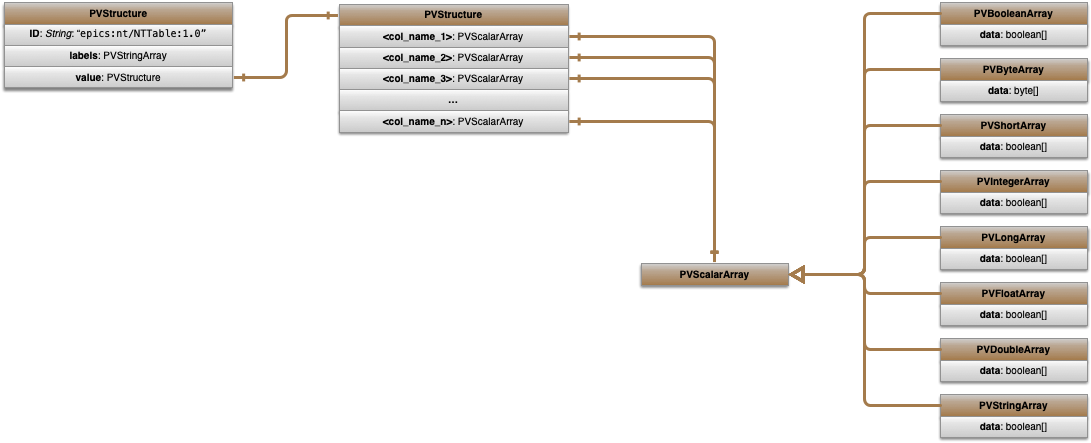 PVStructure
ID: String: “epics:nt/NTTable:1.0”
labels: PVStringArray
value: PVStructure
PVStructure
<col_name_1>: PVScalarArray
<col_name_2>: PVScalarArray
<col_name_3>: PVScalarArray
...
<col_name_n>: PVScalarArray
PVScalarArray
PVBooleanArray
data: boolean[]
PVByteArray
data: byte[]
PVShortArray
data: boolean[]
PVIntegerArray
data: boolean[]
PVLongArray
data: boolean[]
PVFloatArray
data: boolean[]
PVDoubleArray
data: boolean[]
PVStringArray
data: boolean[]